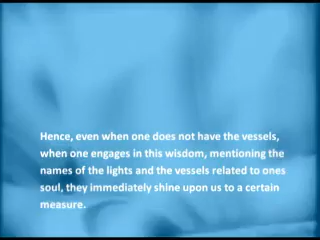 Hence, even when one does not have the vessels,
when one engages in this wisdom, mentioning the
names of the lights and the vessels related to ones
soul, they immediately shine upon us to a certain
measure.